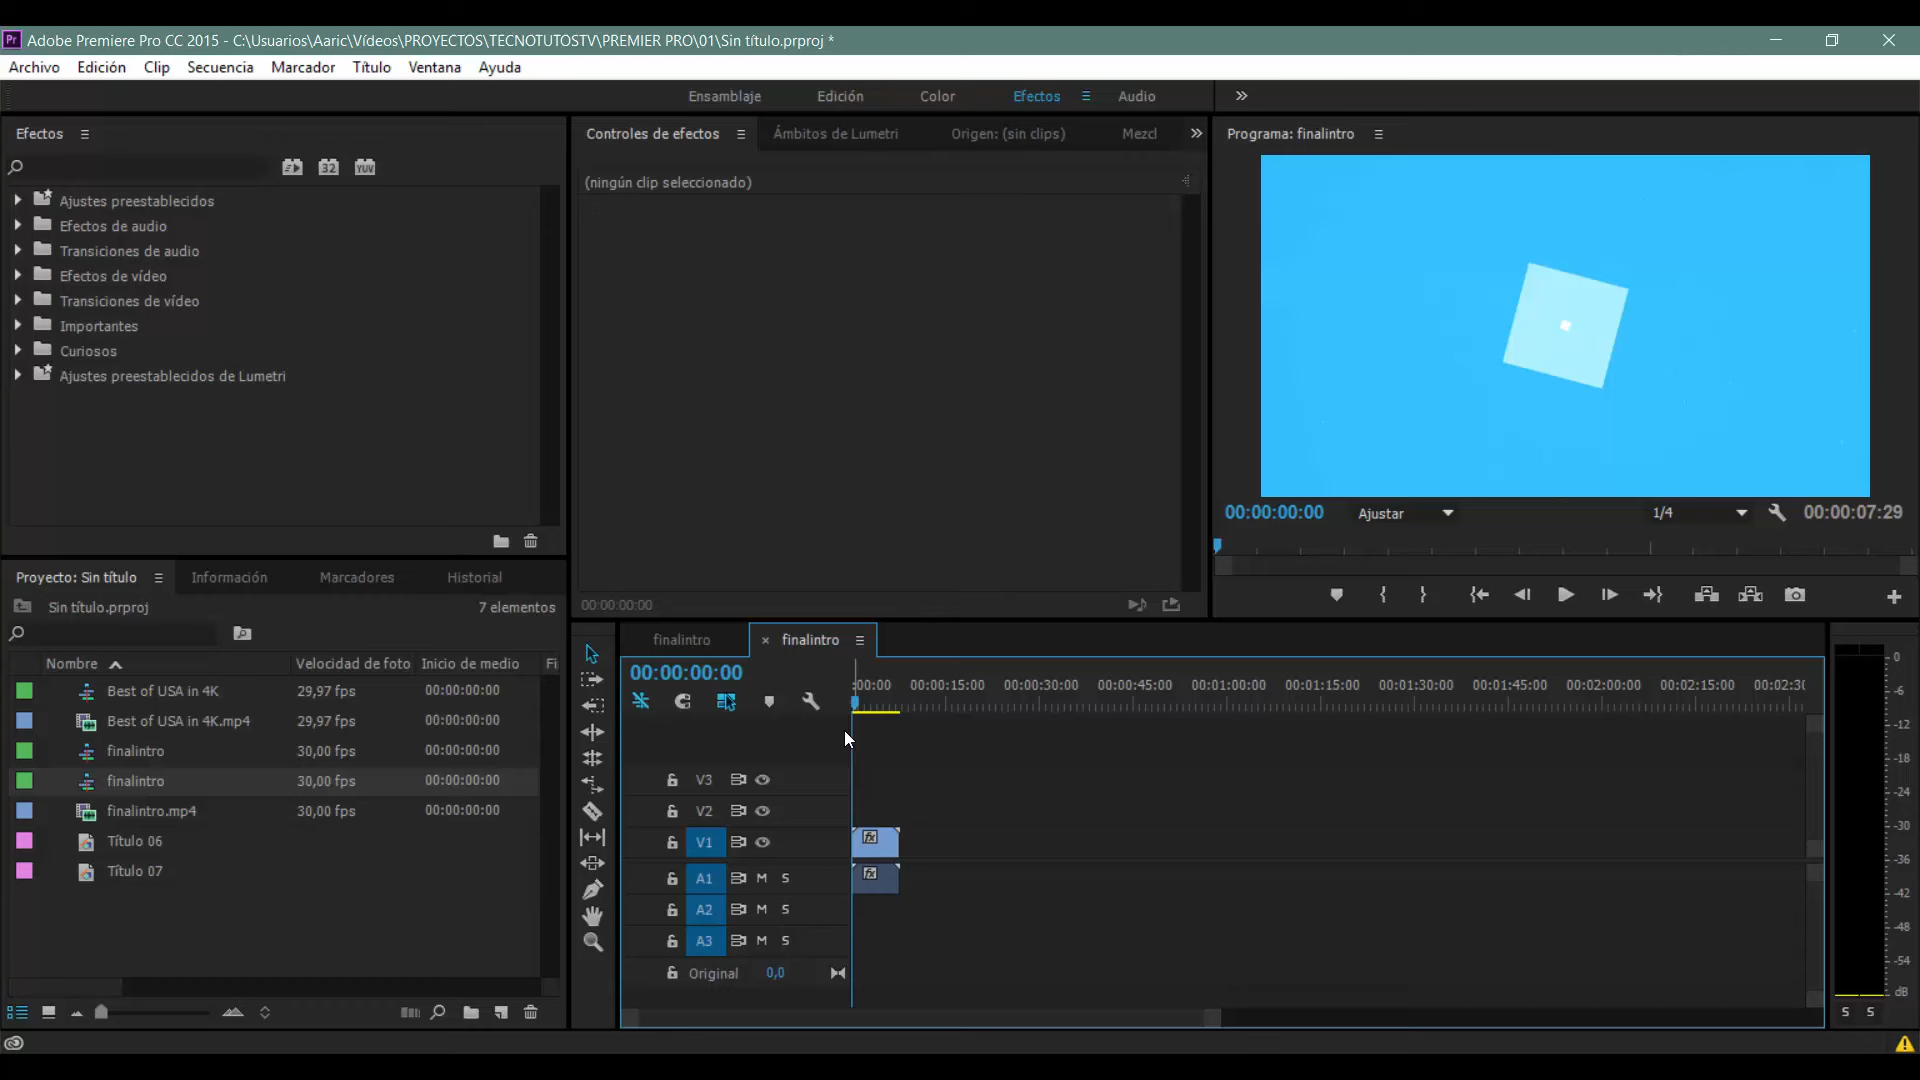 Pr Adobe Premiere Pro CC 2015 - C:\Usuarios\Aaric\Vídeos\PROYECTOS\TECNOTUTOSTV\PREMIER PRO\01\Sin título.prproj *
Archivo Edición Clip Secuencia Marcador Título Ventana Ayuda
Ensamblaje Edición Color Efectos Audio
Efectos
32 YUV
Ajustes preestablecidos
Efectos de audio
Transiciones de audio
Efectos de vídeo
Transiciones de vídeo
Importantes
Curiosos
Ajustes preestablecidos de Lumetri
Controles de efectos Ámbitos de Lumetri Origen: (sin clips) Mezcl
(ningún clip seleccionado)
00:00:00:00
Programa: finalintro
00:00:00:00 Ajustar 1/4 00:00:07:29
Proyecto: Sin título Información Marcadores Historial
Sin título.prproj 7 elementos
Nombre Velocidad de foto Inicio de medio Fi
Best of USA in 4K 29,97 fps 00:00:00:00
Best of USA in 4K.mp4 29,97 fps 00:00:00:00
finalintro 30,00 fps 00:00:00:00
finalintro 30,00 fps 00:00:00:00
finalintro.mp4 30,00 fps 00:00:00:00
Título 06
Título 07
finalintro × finalintro
00:00:00:00
:00:00 00:00:15:00 00:00:30:00 00:00:45:00 00:01:00:00 00:01:15:00 00:01:30:00 00:01:45:00 00:02:00:00 00:02:15:00 00:02:30
V3
V2
V1 fx
A1 M S fx
A2 M S
A3 M S
Original 0,0
0
-6
-12
-18
-24
-30
-36
-42
-48
-54
dB
S S